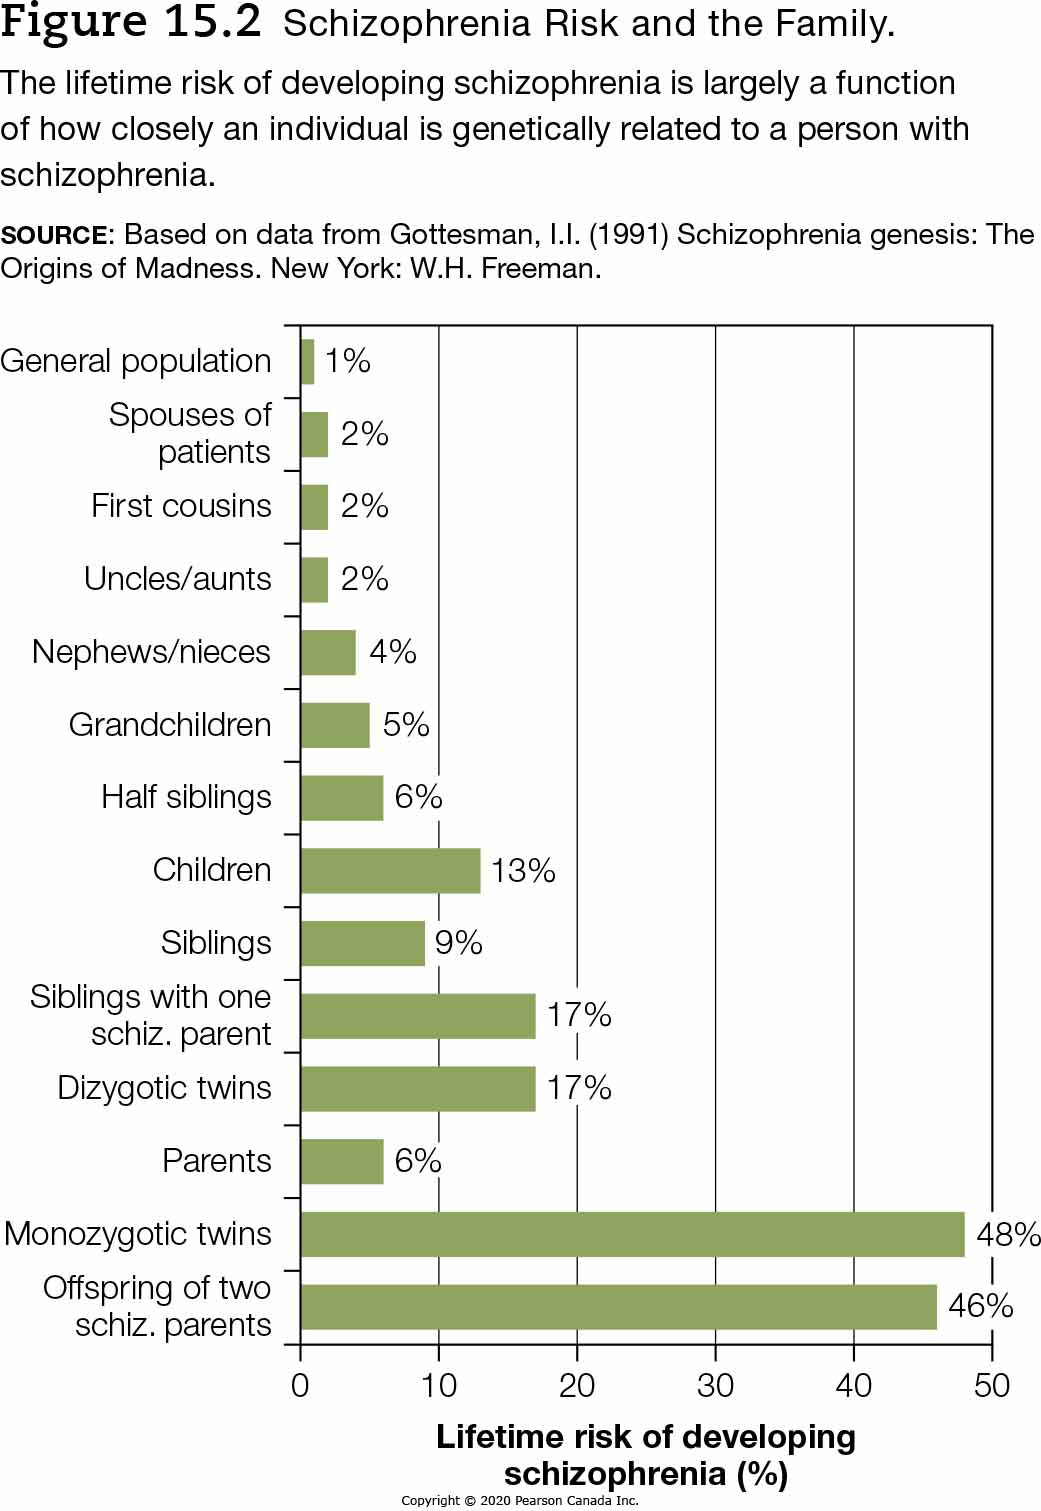 Figure 15.2 Schizophrenia Risk and the Family.
The lifetime risk of developing schizophrenia is largely a function
of how closely an individual is genetically related to a person with
schizophrenia.
SOURCE: Based on data from Gottesman, I.I. (1991) Schizophrenia genesis: The
Origins of Madness. New York: W.H. Freeman.
General population 1%
Spouses of
patients 2%
First cousins 2%
Uncles/aunts 2%
Nephews/nieces 4%
Grandchildren 5%
Half siblings 6%
Children 13%
Siblings 9%
Siblings with one
schiz. parent 17%
Dizygotic twins 17%
Parents 6%
Monozygotic twins 48%
Offspring of two
schiz. parents 46%
0 10 20 30 40 50
Lifetime risk of developing
schizophrenia (%)
Copyright © 2020 Pearson Canada Inc.